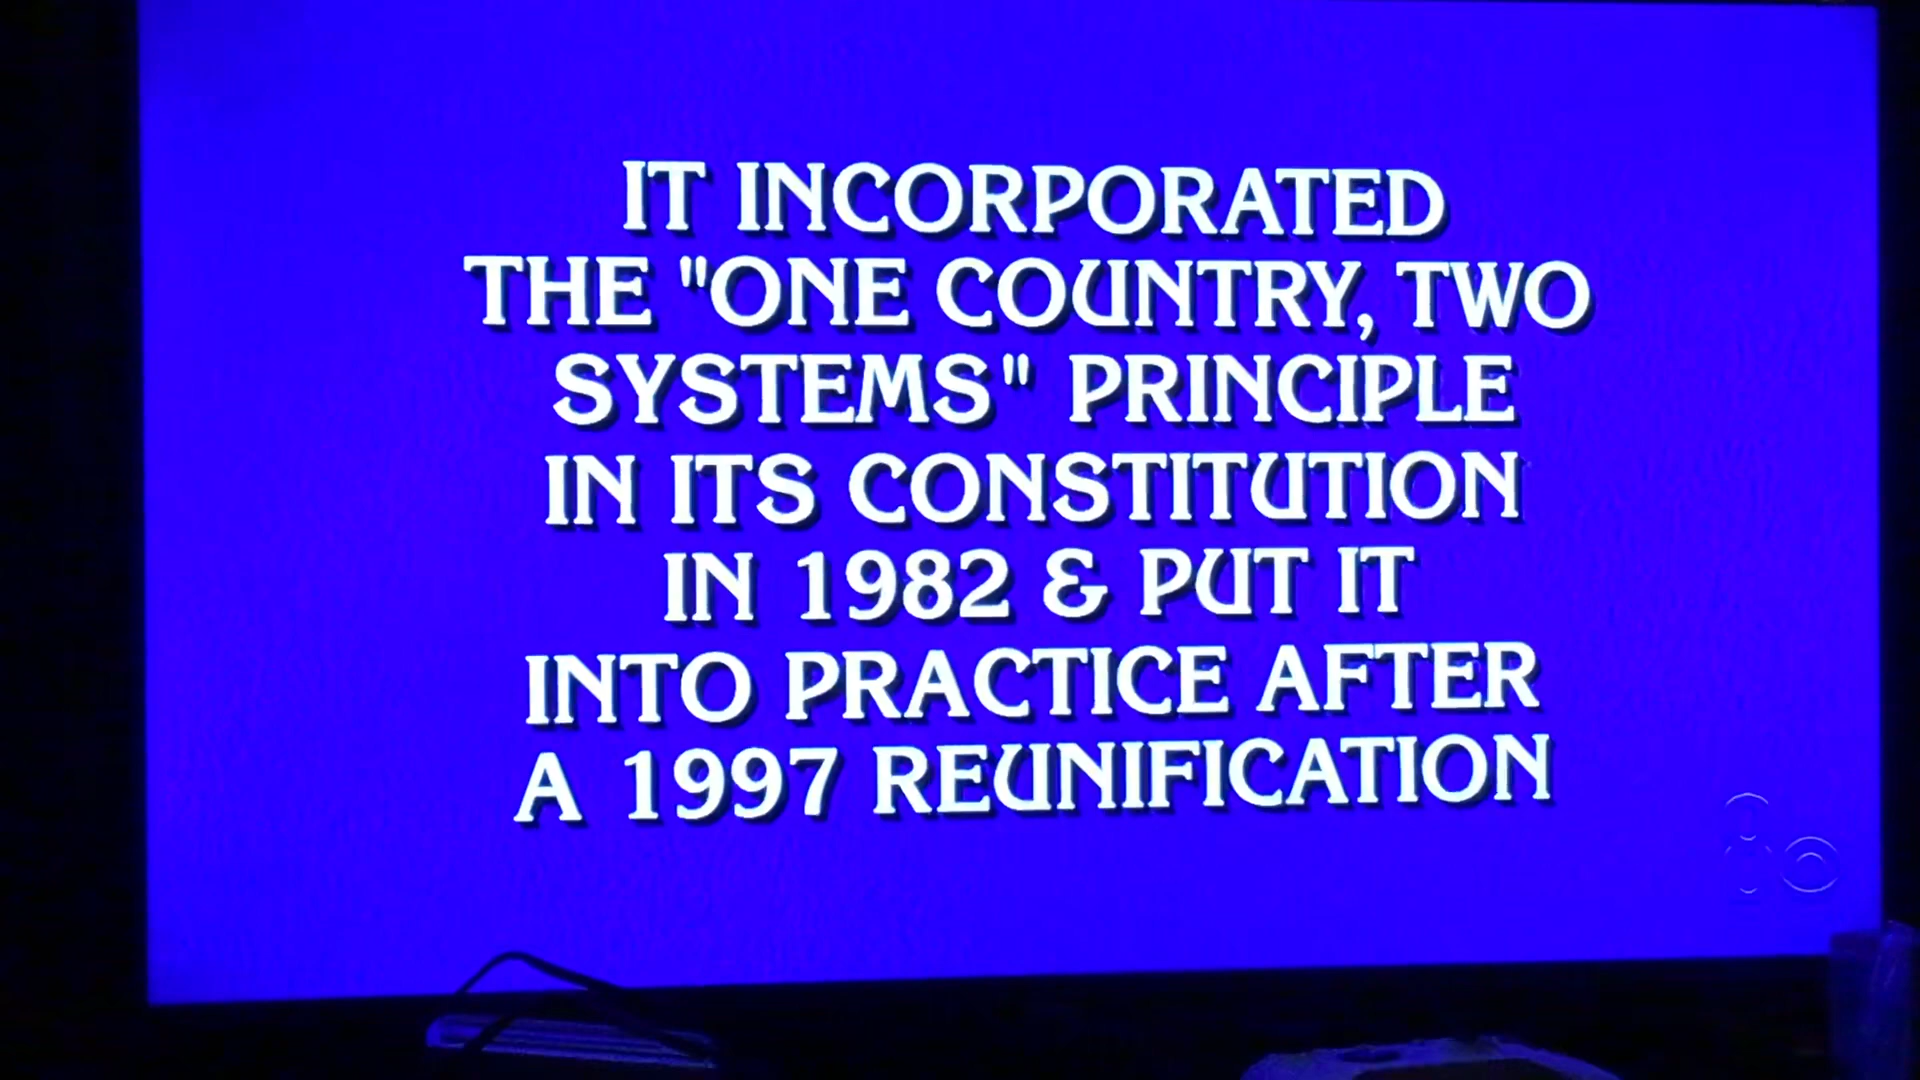 IT INCORPORATED
THE "ONE COUNTRY, TWO
SYSTEMS" PRINCIPLE
IN ITS CONSTITUTION
IN 1982 & PUT IT
INTO PRACTICE AFTER
A 1997 REUNIFICATION